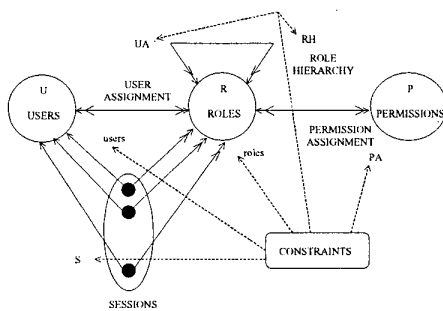 UA
RH
ROLE
HIERARCHY
U
USERS
USER
ASSIGNMENT
R
ROLES
P
PERMISSIONS
PERMISSION
ASSIGNMENT
users
roles
PA
S
CONSTRAINTS
SESSIONS